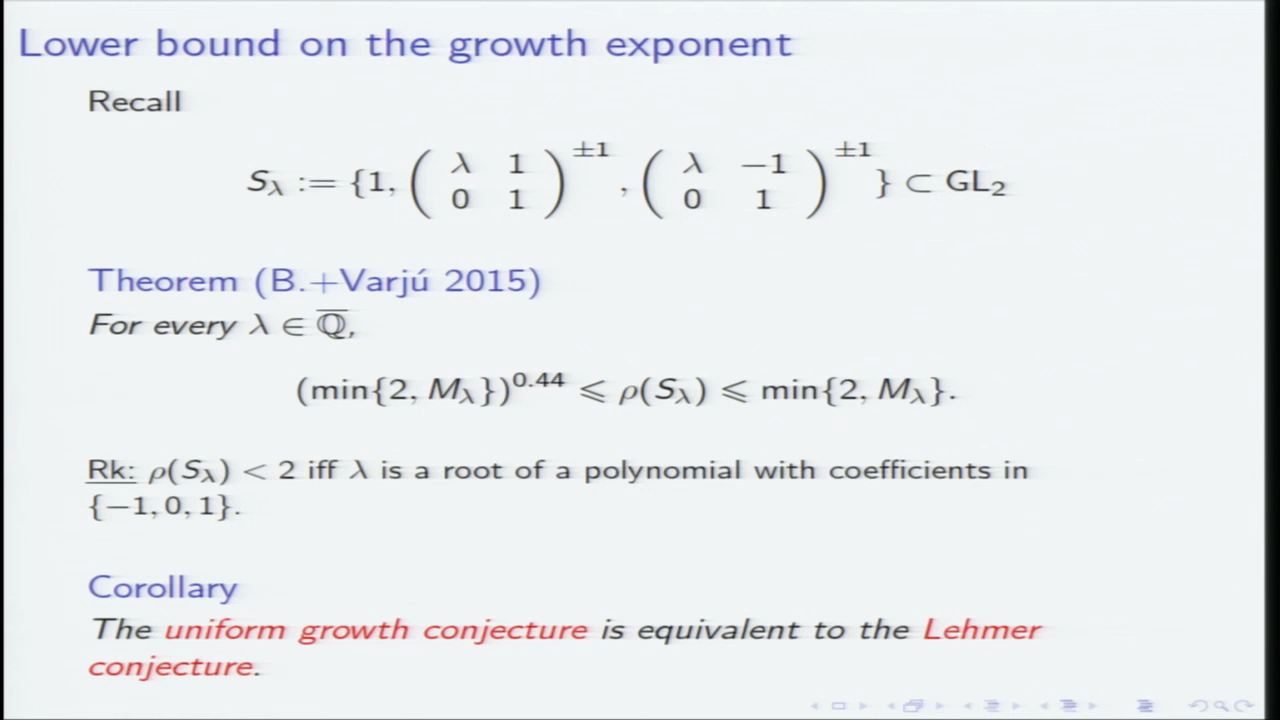 Lower bound on the growth exponent
Recall
S_λ := {1, ( λ 1 ; 0 1 )^{±1}, ( λ −1 ; 0 1 )^{±1}} ⊂ GL₂
Theorem (B.+Varjú 2015)
For every λ ∈ Q̅,
(min{2, M_λ})^{0.44} ⩽ ρ(S_λ) ⩽ min{2, M_λ}.
Rk: ρ(S_λ) < 2 iff λ is a root of a polynomial with coefficients in
{−1, 0, 1}.
Corollary
The uniform growth conjecture is equivalent to the Lehmer
conjecture.